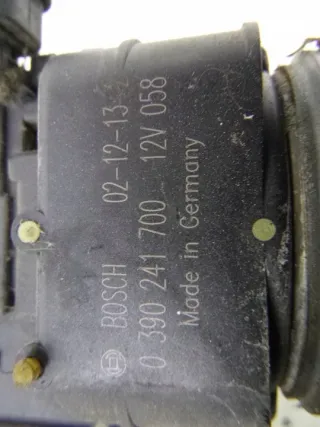 BOSCH 02-12-13
0 390 241 700 12V 058
Made in Germany